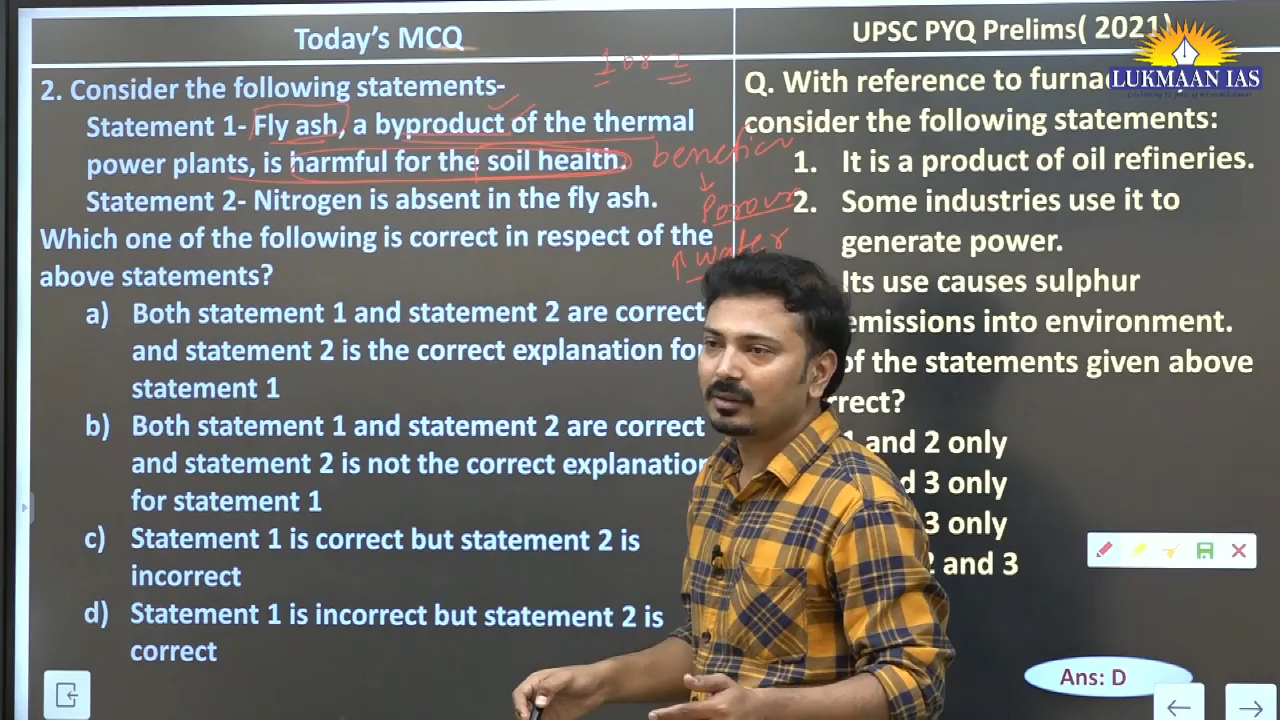 Today's MCQ
2. Consider the following statements-
Statement 1- Fly ash, a byproduct of the thermal
power plants, is harmful for the soil health.
Statement 2- Nitrogen is absent in the fly ash.
Which one of the following is correct in respect of the
above statements?
a) Both statement 1 and statement 2 are correct
and statement 2 is the correct explanation for
statement 1
b) Both statement 1 and statement 2 are correct
and statement 2 is not the correct explanation
for statement 1
c) Statement 1 is correct but statement 2 is
incorrect
d) Statement 1 is incorrect but statement 2 is
correct
1 or 2
Porous
↑ water
UPSC PYQ Prelims( 2021)
LUKMAAN IAS
Q. With reference to
consider the following statements:
1. It is a product of oil refineries.
2. Some industries use it to
generate power.
Its use causes sulphur
emissions into environment.
of the statements given above
1 and 2 only
3 only
3 only
2 and 3
Ans: D